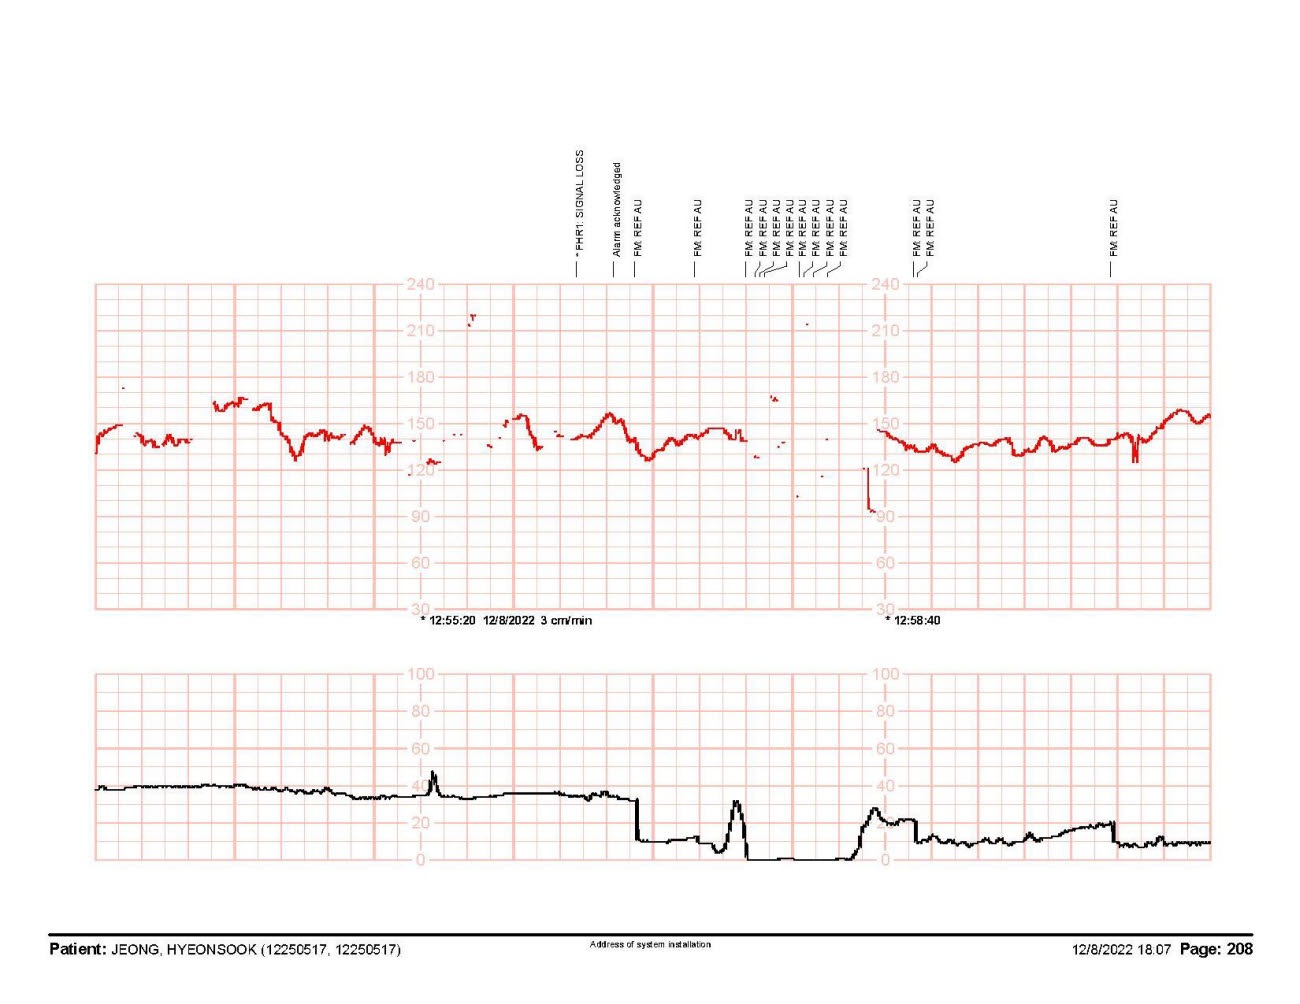 * FHR1: SIGNAL LOSS
Alarm acknowledged
FM: REF AU
FM: REF AU
FM: REF AU
FM: REF AU
FM: REF AU
FM: REF AU
FM: REF AU
FM: REF AU
FM: REF AU
FM: REF AU
FM: REF AU
FM: REF AU
FM: REF AU
240 240
210 210
180 180
150 150
120 120
90 90
60 60
30 30
* 12:55:20 12/8/2022 3 cm/min * 12:58:40
100 100
80 80
60 60
40 40
20 20
0 0
Patient: JEONG, HYEONSOOK (12250517, 12250517) Address of system installation 12/8/2022 18:07 Page: 208